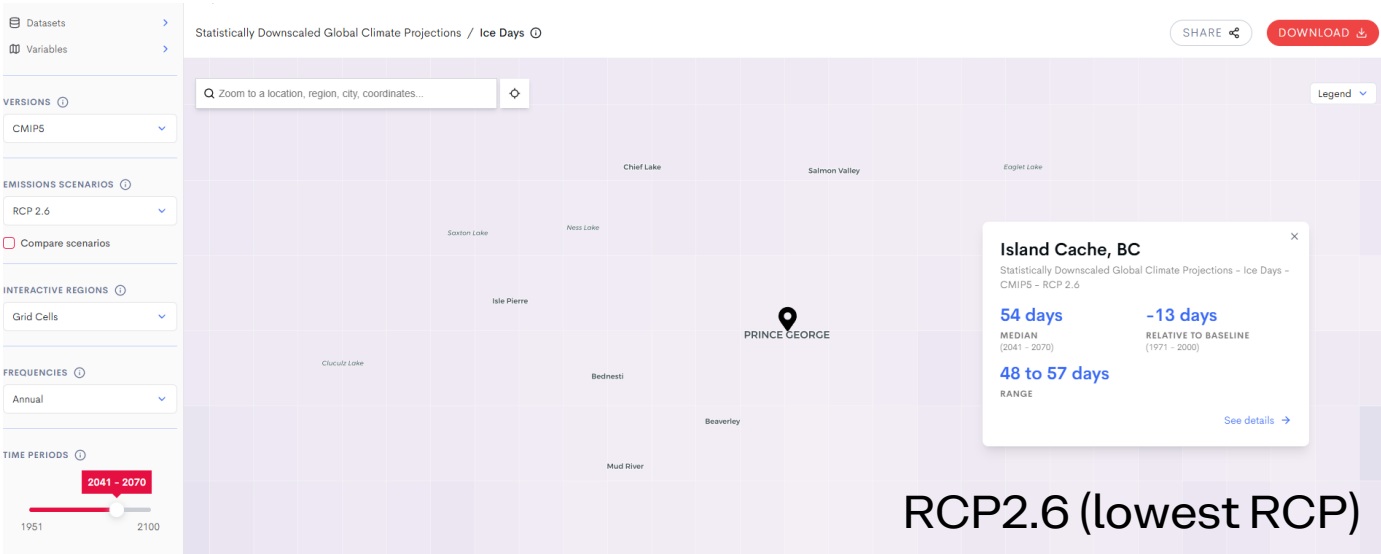 Datasets
Variables
VERSIONS
CMIP5
EMISSIONS SCENARIOS
RCP 2.6
Compare scenarios
INTERACTIVE REGIONS
Grid Cells
FREQUENCIES
Annual
TIME PERIODS
2041 - 2070
1951 2100
Statistically Downscaled Global Climate Projections / Ice Days
SHARE
DOWNLOAD
Zoom to a location, region, city, coordinates...
Legend
Chief Lake
Salmon Valley
Eaglet Lake
Saxton Lake
Ness Lake
Isle Pierre
PRINCE GEORGE
Cluculz Lake
Bednesti
Beaverley
Mud River
Island Cache, BC
Statistically Downscaled Global Climate Projections - Ice Days -
CMIP5 - RCP 2.6
54 days -13 days
MEDIAN RELATIVE TO BASELINE
(2041 - 2070) (1971 - 2000)
48 to 57 days
RANGE
See details
RCP2.6 (lowest RCP)